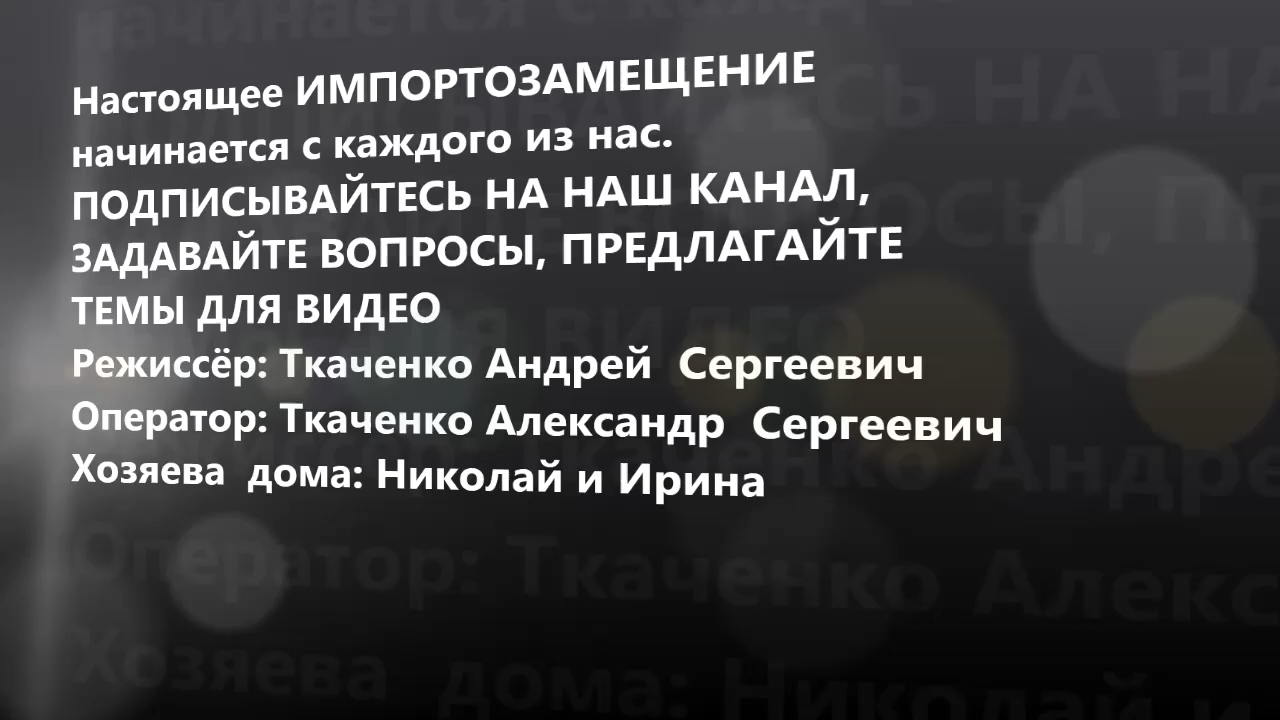 Настоящее ИМПОРТОЗАМЕЩЕНИЕ
начинается с каждого из нас.
ПОДПИСЫВАЙТЕСЬ НА НАШ КАНАЛ,
ЗАДАВАЙТЕ ВОПРОСЫ, ПРЕДЛАГАЙТЕ
ТЕМЫ ДЛЯ ВИДЕО
Режиссёр: Ткаченко Андрей Сергеевич
Оператор: Ткаченко Александр Сергеевич
Хозяева дома: Николай и Ирина